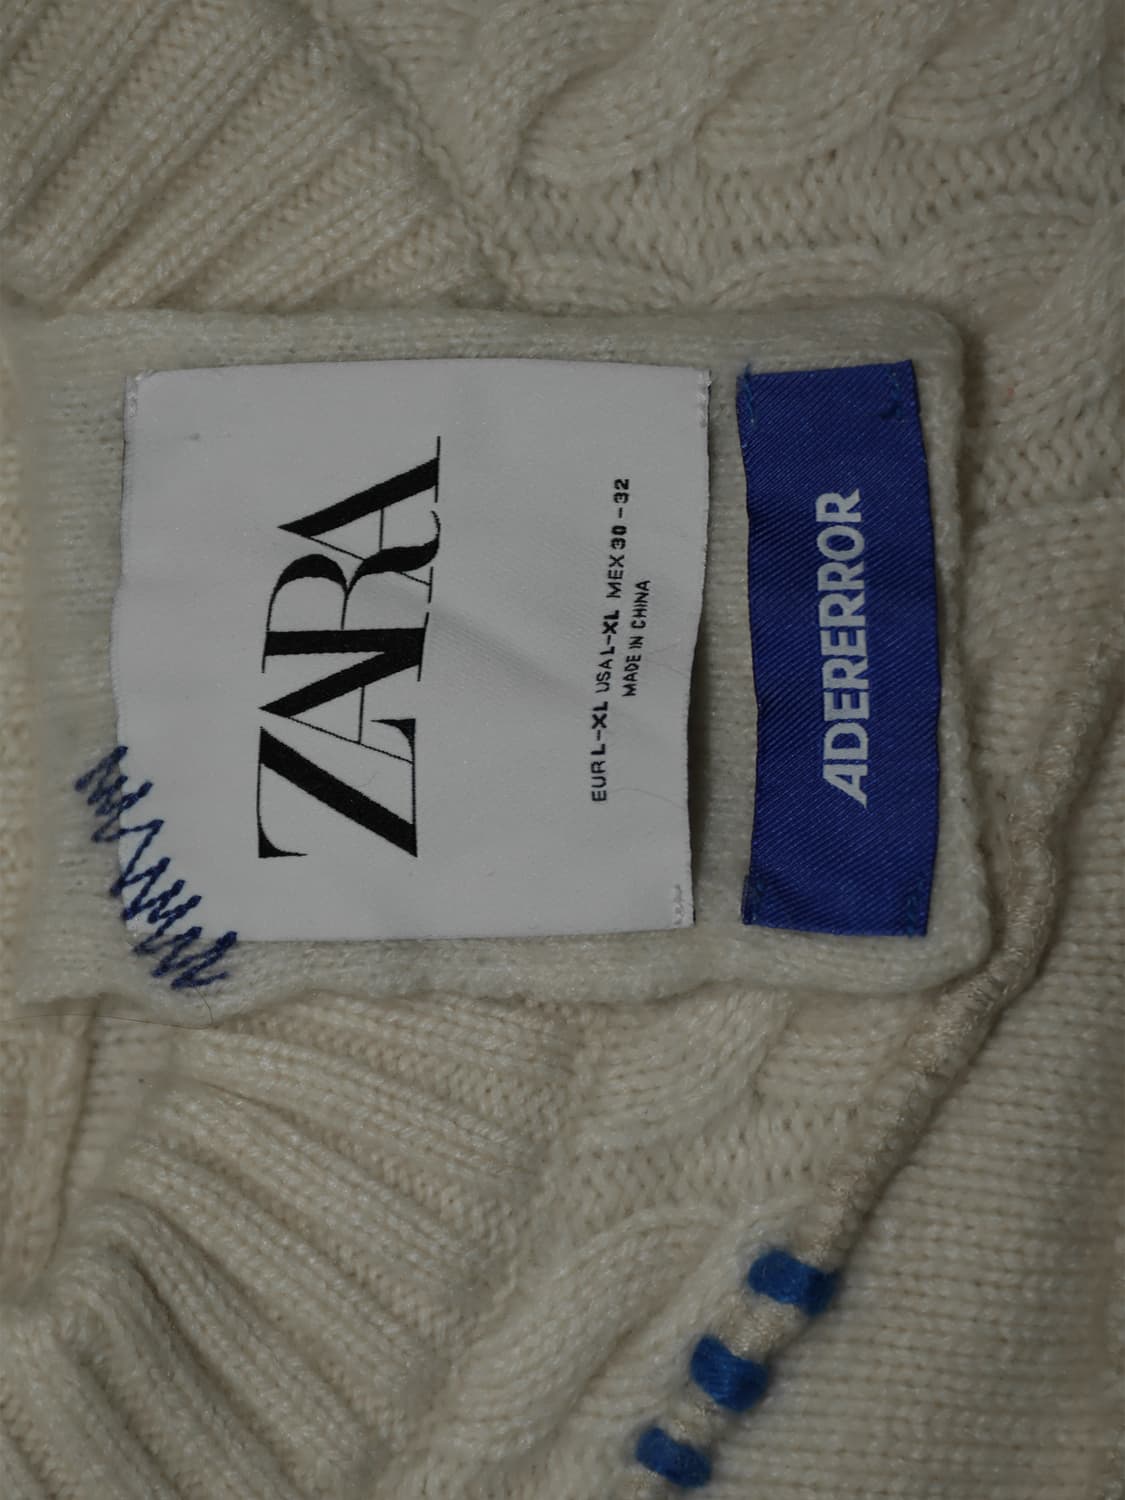 ZARA
EUR L-XL USA L-XL MEX 30-32
MADE IN CHINA
ADERERROR